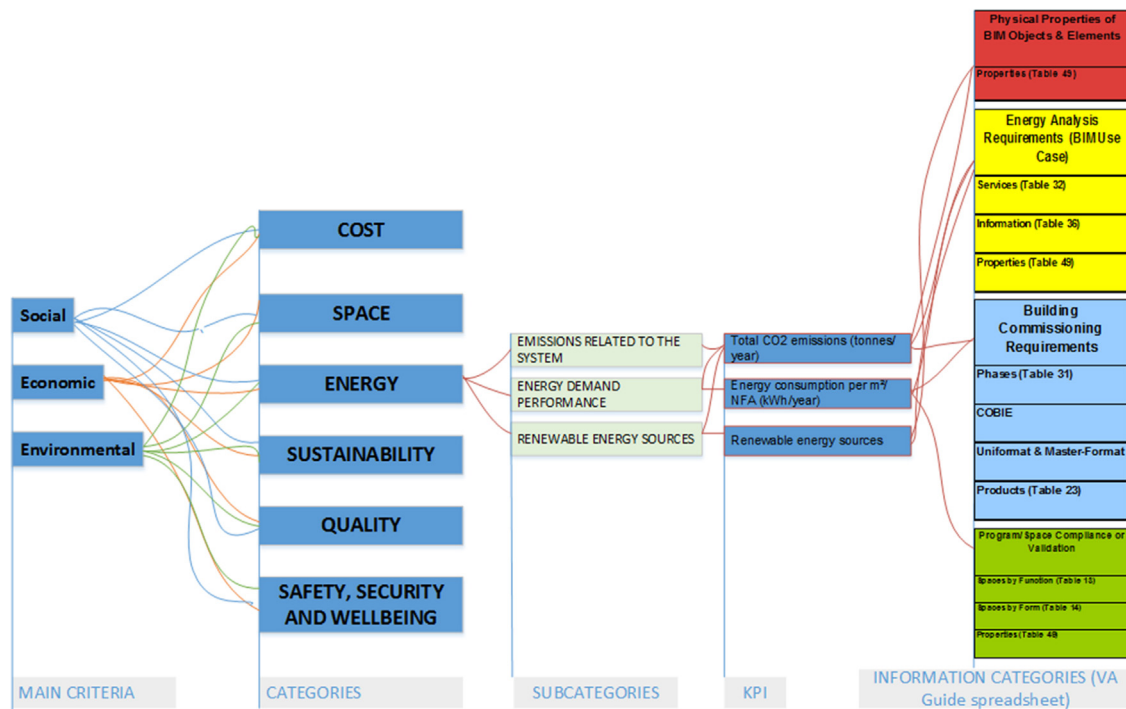 Social
Economic
Environmental
MAIN CRITERIA
COST
SPACE
ENERGY
SUSTAINABILITY
QUALITY
SAFETY, SECURITY
AND WELLBEING
CATEGORIES
EMISSIONS RELATED TO THE
SYSTEM
ENERGY DEMAND
PERFORMANCE
RENEWABLE ENERGY SOURCES
SUBCATEGORIES
Total CO2 emissions (tonnes/
year)
Energy consumption per m²/
NFA (kWh/year)
Renewable energy sources
KPI
Physical Properties of
BIM Objects & Elements
Properties (Table 49)
Energy Analysis
Requirements (BIM Use
Case)
Services (Table 32)
Information (Table 36)
Properties (Table 49)
Building
Commissioning
Requirements
Phases (Table 31)
COBIE
Uniformat & Master-Format
Products (Table 23)
Program/Space Compliance or
Validation
Spaces by Function (Table 13)
Spaces by Form (Table 14)
Properties (Table 49)
INFORMATION CATEGORIES (VA
Guide spreadsheet)